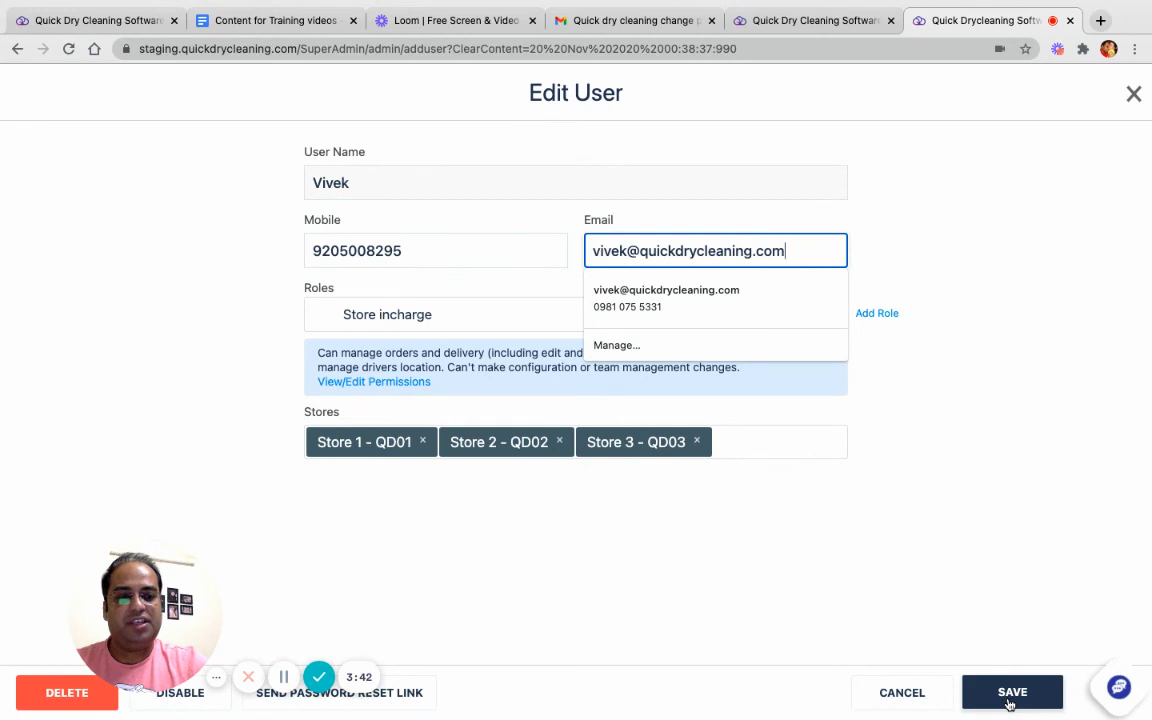 Quick Dry Cleaning Software
Content for Training videos -
Loom | Free Screen & Video
Quick dry cleaning change p
Quick Dry Cleaning Software
Quick Drycleaning Softw
staging.quickdrycleaning.com/SuperAdmin/admin/adduser?ClearContent=20%20Nov%202020%2000:38:37:990
Edit User
User Name
Vivek
Mobile
Email
9205008295
vivek@quickdrycleaning.com
vivek@quickdrycleaning.com
0981 075 5331
Manage...
Roles
Store incharge
Add Role
Can manage orders and delivery (including edit and
manage drivers location. Can't make configuration or team management changes.
View/Edit Permissions
Stores
Store 1 - QD01 ×
Store 2 - QD02 ×
Store 3 - QD03 ×
3:42
DELETE
DISABLE
SEND PASSWORD RESET LINK
CANCEL
SAVE